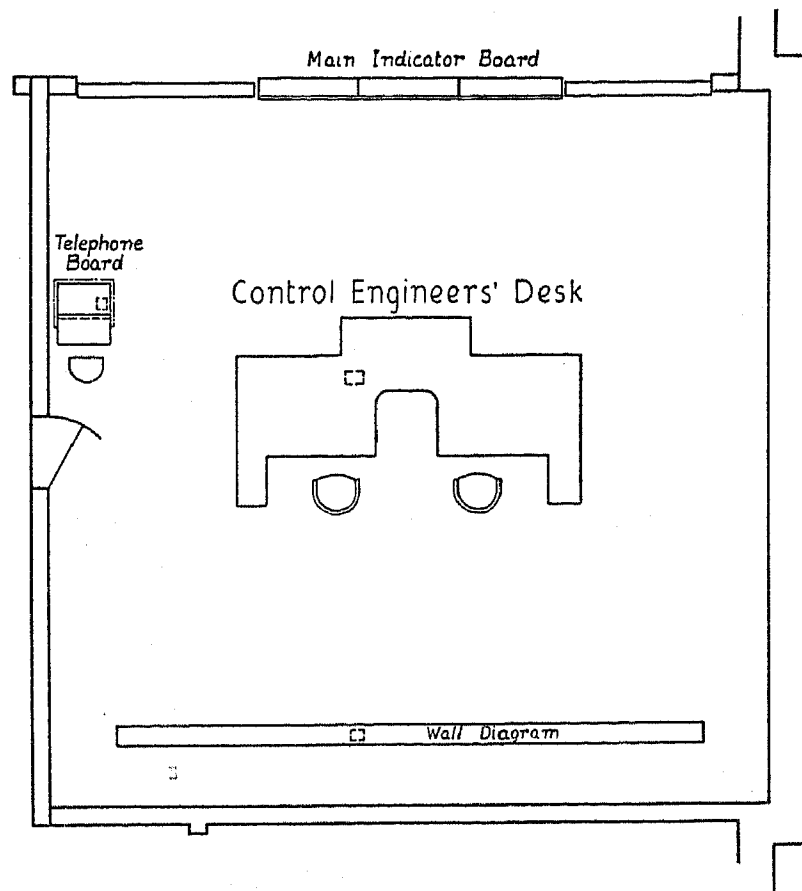 Main Indicator Board
Telephone
Board
Control Engineers' Desk
Wall Diagram